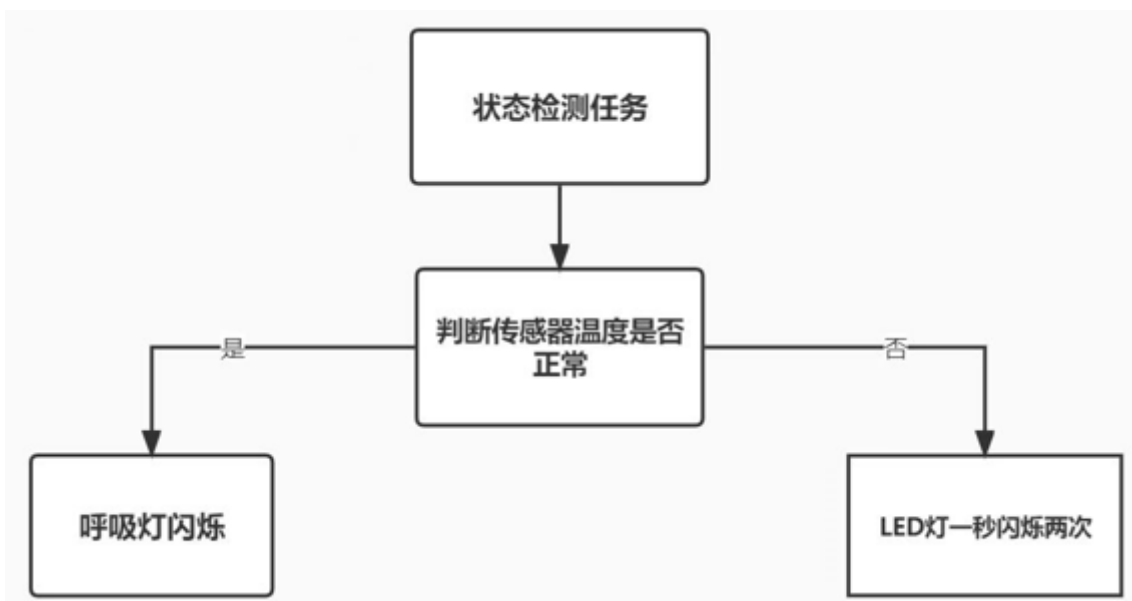 状态检测任务
判断传感器温度是否
正常
是
否
呼吸灯闪烁
LED灯一秒闪烁两次